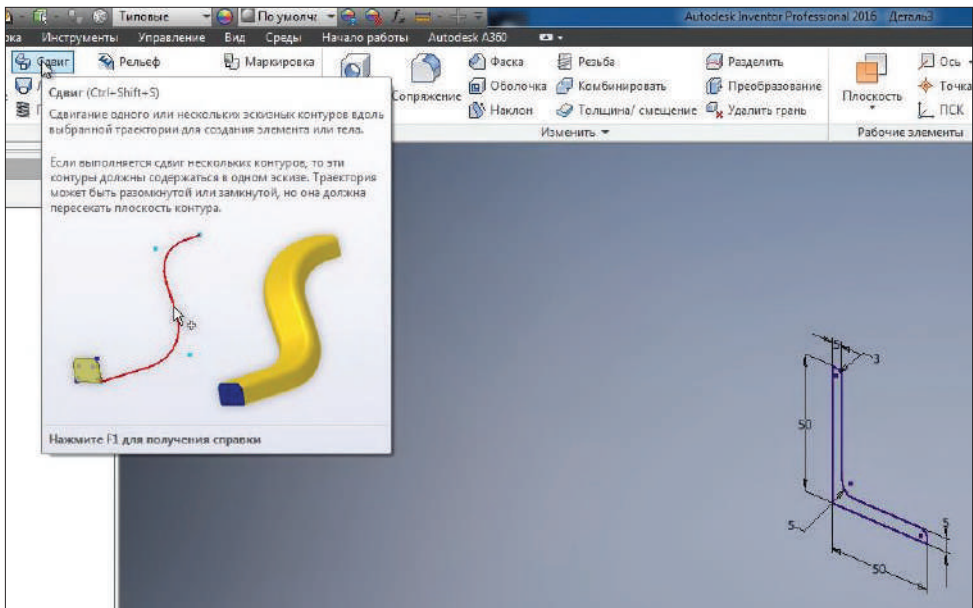 Типовые По умолч Autodesk Inventor Professional 2016 Деталь3
Инструменты Управление Вид Среды Начало работы Autodesk A360
Сдвиг Рельеф Маркировка Фаска Резьба Разделить Ось
Сопряжение Оболочка Комбинировать Преобразование Плоскость Точка
Наклон Толщина/ смещение Удалить грань ПСК
Изменить Рабочие элементы
Сдвиг (Ctrl+Shift+S)
Сдвигание одного или нескольких эскизных контуров вдоль
выбранной траектории для создания элемента или тела.
Если выполняется сдвиг нескольких контуров, то эти
контуры должны содержаться в одном эскизе. Траектория
может быть разомкнутой или замкнутой, но она должна
пересекать плоскость контура.
Нажмите F1 для получения справки
5
3
50
5
5
50